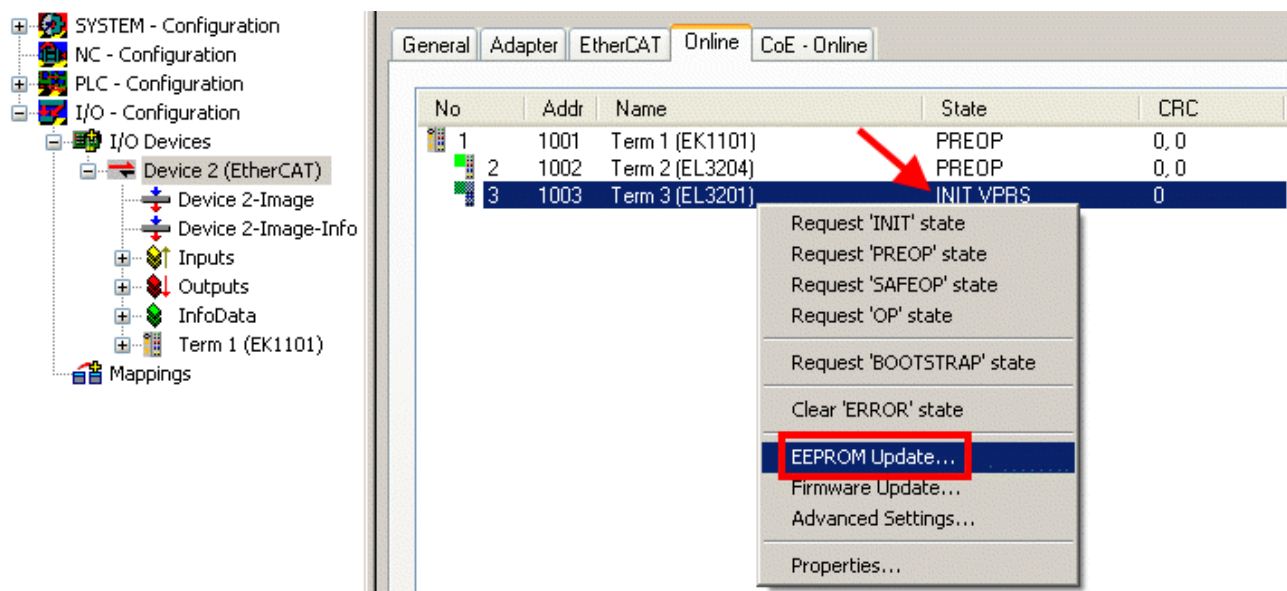 SYSTEM - Configuration
NC - Configuration
PLC - Configuration
I/O - Configuration
I/O Devices
Device 2 (EtherCAT)
Device 2-Image
Device 2-Image-Info
Inputs
Outputs
InfoData
Term 1 (EK1101)
Mappings
General Adapter EtherCAT Online CoE - Online
No Addr Name State CRC
1 1001 Term 1 (EK1101) PREOP 0, 0
2 1002 Term 2 (EL3204) PREOP 0, 0
3 1003 Term 3 (EL3201) INIT VPRS 0
Request 'INIT' state
Request 'PREOP' state
Request 'SAFEOP' state
Request 'OP' state
Request 'BOOTSTRAP' state
Clear 'ERROR' state
EEPROM Update...
Firmware Update...
Advanced Settings...
Properties...